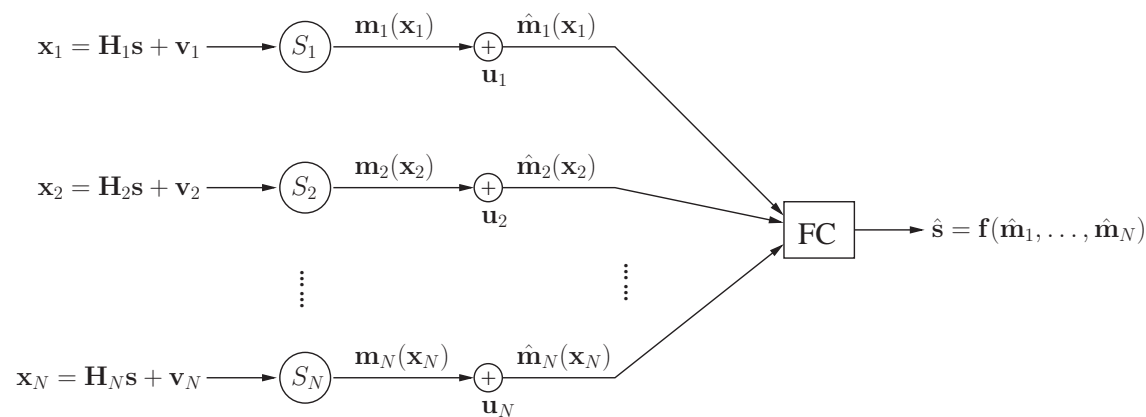 𝐱₁ = 𝐇₁𝐬 + 𝐯₁ S₁ 𝐦₁(𝐱₁) + 𝐮₁ 𝐦̂₁(𝐱₁)
𝐱₂ = 𝐇₂𝐬 + 𝐯₂ S₂ 𝐦₂(𝐱₂) + 𝐮₂ 𝐦̂₂(𝐱₂)
FC 𝐬̂ = 𝐟(𝐦̂₁, . . . , 𝐦̂_N)
𝐱_N = 𝐇_N𝐬 + 𝐯_N S_N 𝐦_N(𝐱_N) + 𝐮_N 𝐦̂_N(𝐱_N)